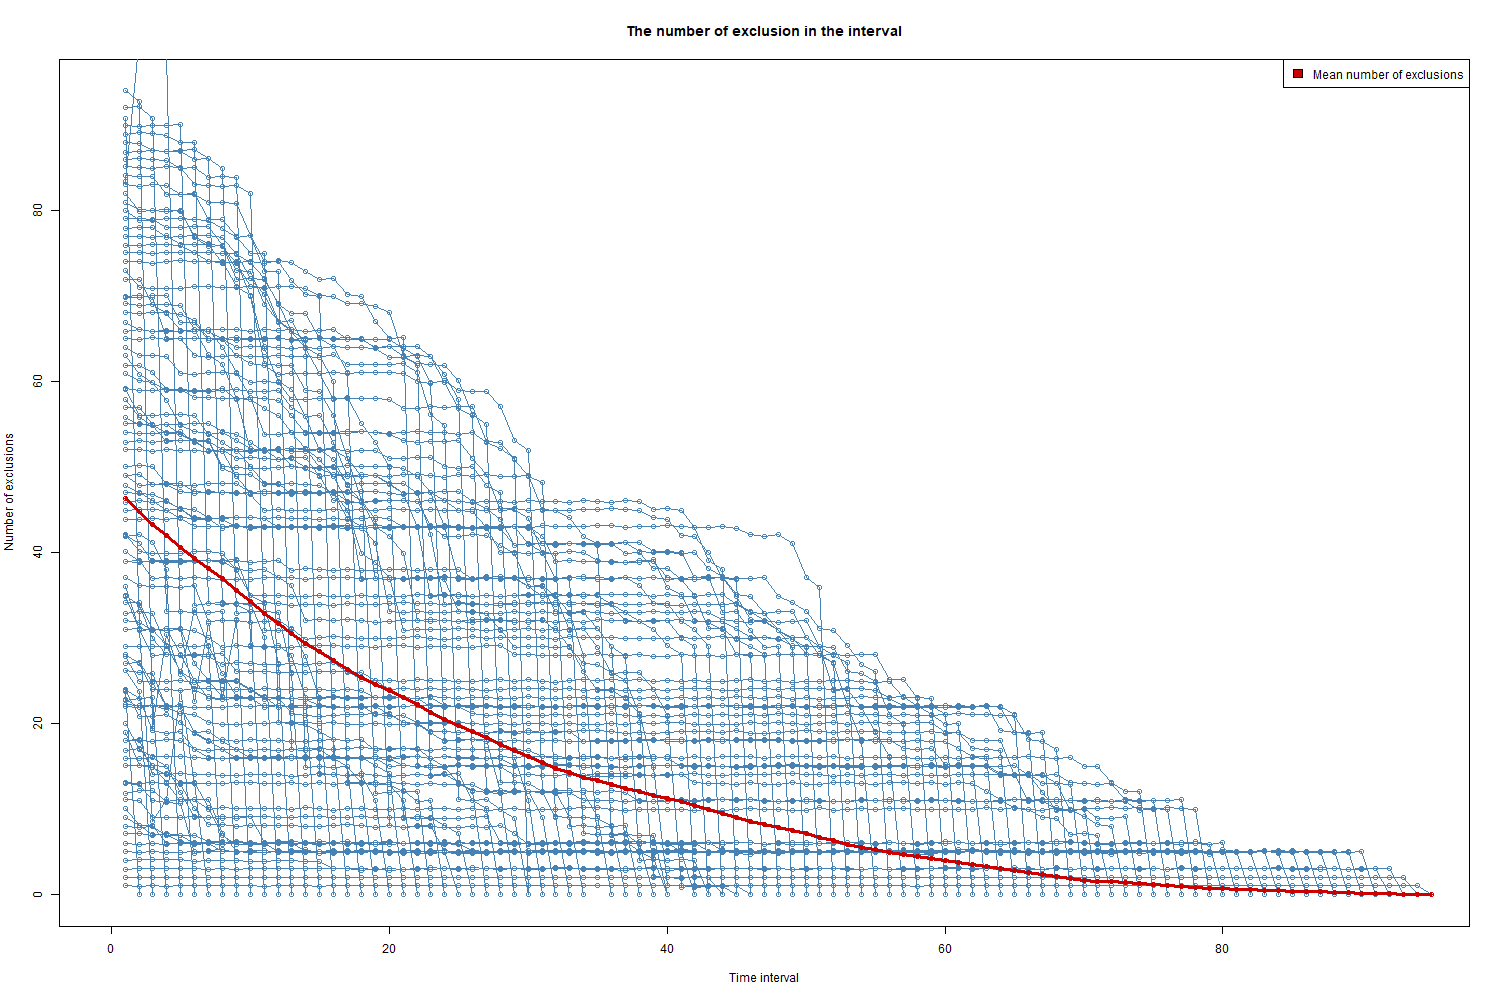 The number of exclusion in the interval
Mean number of exclusions
Number of exclusions
80
60
40
20
0
0 20 40 60 80
Time interval